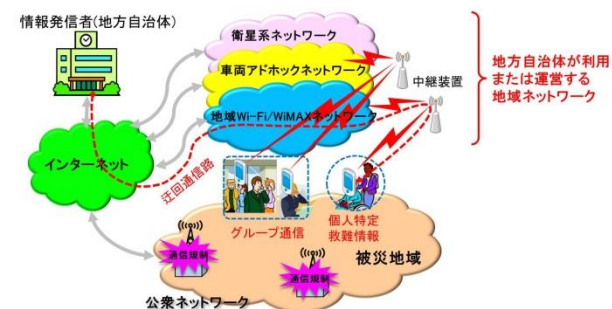 情報発信者(地方自治体)
衛星系ネットワーク
車両アドホックネットワーク
地域Wi-Fi/WiMAXネットワーク
中継装置
地方自治体が利用
または運営する
地域ネットワーク
インターネット
迂回通信路
グループ通信
個人特定
救難情報
通信規制
被災地域
通信規制
公衆ネットワーク